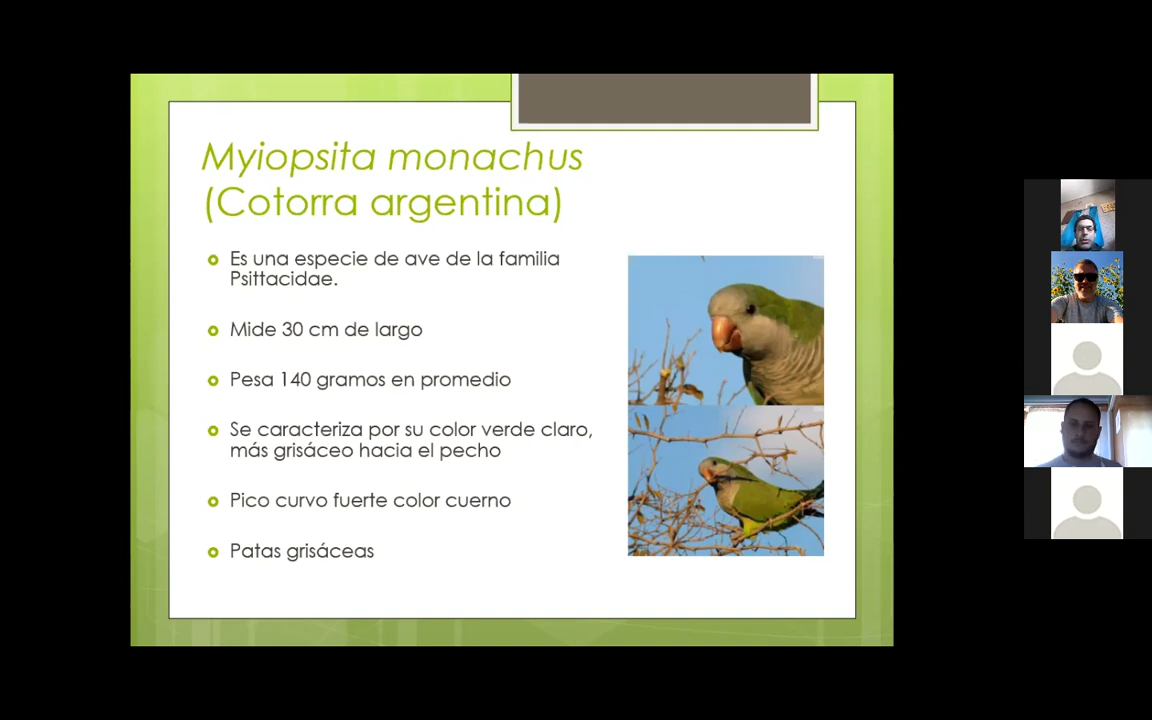 Myiopsita monachus
(Cotorra argentina)
Es una especie de ave de la familia
Psittacidae.
Mide 30 cm de largo
Pesa 140 gramos en promedio
Se caracteriza por su color verde claro,
más grisáceo hacia el pecho
Pico curvo fuerte color cuerno
Patas grisáceas